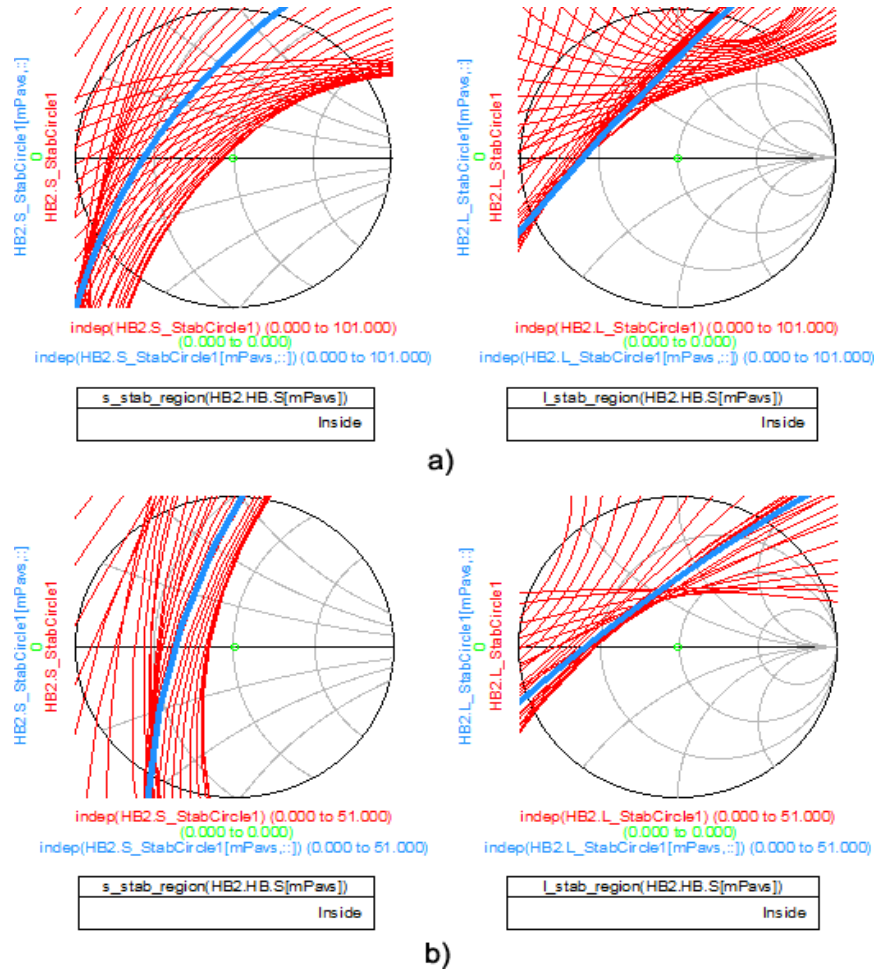 HB2.S_StabCircle1[mPavs,::]
HB2.S_StabCircle1
0
indep(HB2.S_StabCircle1) (0.000 to 101.000)
(0.000 to 0.000)
indep(HB2.S_StabCircle1[mPavs,::]) (0.000 to 101.000)
s_stab_region(HB2.HB.S[mPavs])
Inside
HB2.L_StabCircle1[mPavs,::]
HB2.L_StabCircle1
0
indep(HB2.L_StabCircle1) (0.000 to 101.000)
(0.000 to 0.000)
indep(HB2.L_StabCircle1[mPavs,::]) (0.000 to 101.000)
l_stab_region(HB2.HB.S[mPavs])
Inside
a)
HB2.S_StabCircle1[mPavs,::]
HB2.S_StabCircle1
0
indep(HB2.S_StabCircle1) (0.000 to 51.000)
(0.000 to 0.000)
indep(HB2.S_StabCircle1[mPavs,::]) (0.000 to 51.000)
s_stab_region(HB2.HB.S[mPavs])
Inside
HB2.L_StabCircle1[mPavs,::]
HB2.L_StabCircle1
0
indep(HB2.L_StabCircle1) (0.000 to 51.000)
(0.000 to 0.000)
indep(HB2.L_StabCircle1[mPavs,::]) (0.000 to 51.000)
l_stab_region(HB2.HB.S[mPavs])
Inside
b)